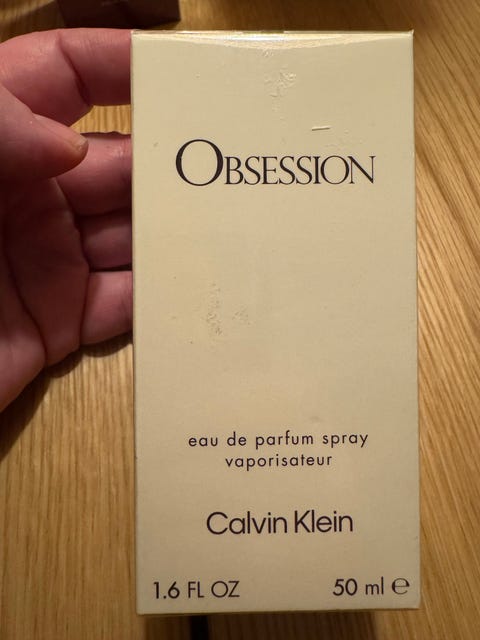 OBSESSION
eau de parfum spray
vaporisateur
Calvin Klein
1.6 FL OZ 50 ml ℮